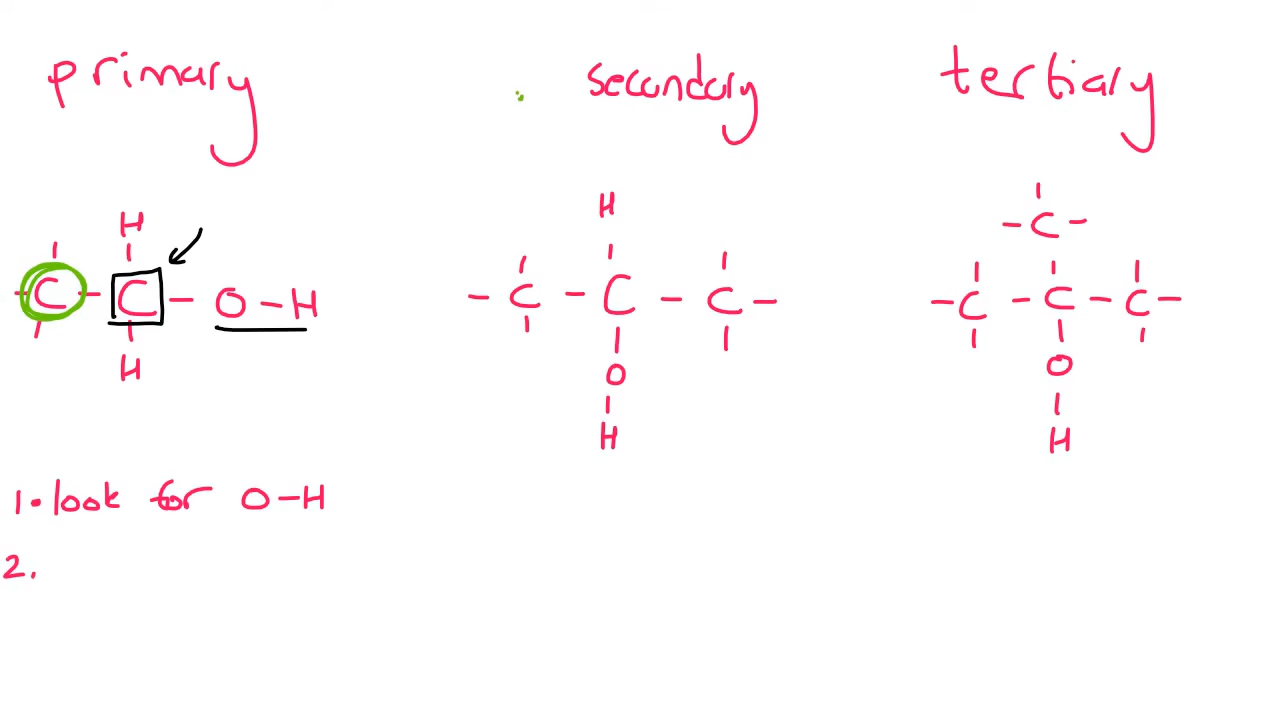 primary secondary tertiary
H H - C -
- C - C - O - H - C - C - C - - C - C - C -
H O O
H H
1. look for O-H
2.